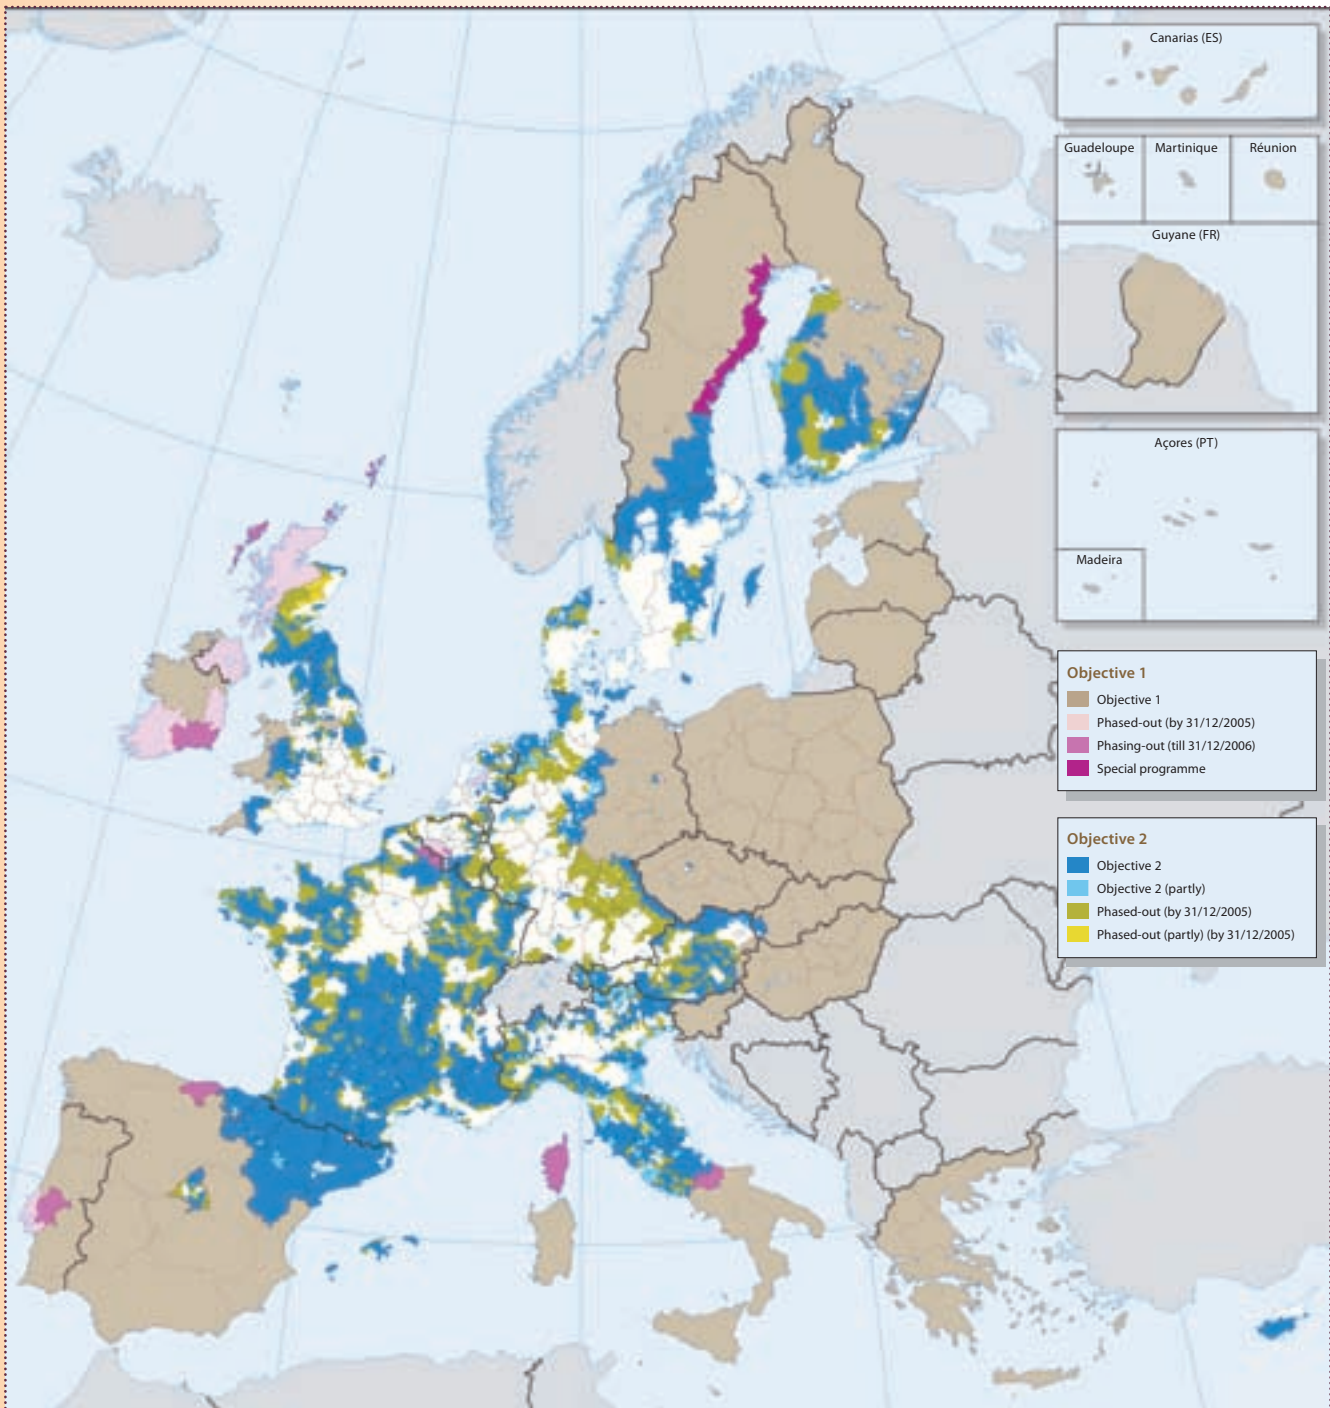 Canarias (ES)
Guadeloupe
Martinique
Réunion
Guyane (FR)
Açores (PT)
Madeira
Objective 1
Objective 1
Phased-out (by 31/12/2005)
Phasing-out (till 31/12/2006)
Special programme
Objective 2
Objective 2
Objective 2 (partly)
Phased-out (by 31/12/2005)
Phased-out (partly) (by 31/12/2005)